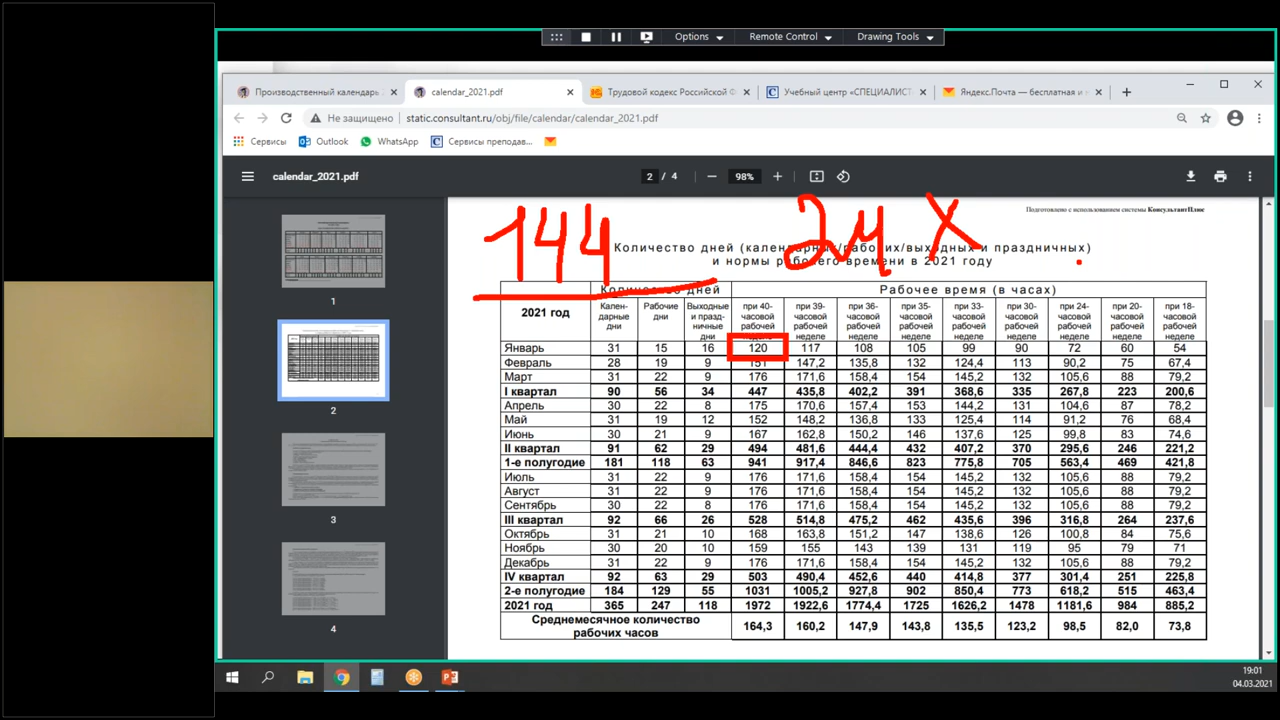 Options Remote Control Drawing Tools
Производственный календарь calendar_2021.pdf Трудовой кодекс Российской Ф Учебный центр «СПЕЦИАЛИСТ Яндекс.Почта — бесплатная и н
Не защищено static.consultant.ru/obj/file/calendar/calendar_2021.pdf
Сервисы Outlook WhatsApp Сервисы преподав...
calendar_2021.pdf 2 / 4 98%
1
2
3
4
Подготовлено с использованием системы КонсультантПлюс
144 2ч X
Количество дней (календарных/рабочих/выходных и праздничных)
и нормы рабочего времени в 2021 году
2021 год Количество дней Рабочее время (в часах)
Кален-дарные дни Рабочие дни Выходные и празд-ничные дни при 40-часовой рабочей неделе при 39-часовой рабочей неделе при 36-часовой рабочей неделе при 35-часовой рабочей неделе при 33-часовой рабочей неделе при 30-часовой рабочей неделе при 24-часовой рабочей неделе при 20-часовой рабочей неделе при 18-часовой рабочей неделе
Январь 31 15 16 120 117 108 105 99 90 72 60 54
Февраль 28 19 9 151 147,2 135,8 132 124,4 113 90,2 75 67,4
Март 31 22 9 176 171,6 158,4 154 145,2 132 105,6 88 79,2
I квартал 90 56 34 447 435,8 402,2 391 368,6 335 267,8 223 200,6
Апрель 30 22 8 175 170,6 157,4 153 144,2 131 104,6 87 78,2
Май 31 19 12 152 148,2 136,8 133 125,4 114 91,2 76 68,4
Июнь 30 21 9 167 162,8 150,2 146 137,6 125 99,8 83 74,6
II квартал 91 62 29 494 481,6 444,4 432 407,2 370 295,6 246 221,2
1-е полугодие 181 118 63 941 917,4 846,6 823 775,8 705 563,4 469 421,8
Июль 31 22 9 176 171,6 158,4 154 145,2 132 105,6 88 79,2
Август 31 22 9 176 171,6 158,4 154 145,2 132 105,6 88 79,2
Сентябрь 30 22 8 176 171,6 158,4 154 145,2 132 105,6 88 79,2
III квартал 92 66 26 528 514,8 475,2 462 435,6 396 316,8 264 237,6
Октябрь 31 21 10 168 163,8 151,2 147 138,6 126 100,8 84 75,6
Ноябрь 30 20 10 159 155 143 139 131 119 95 79 71
Декабрь 31 22 9 176 171,6 158,4 154 145,2 132 105,6 88 79,2
IV квартал 92 63 29 503 490,4 452,6 440 414,8 377 301,4 251 225,8
2-е полугодие 184 129 55 1031 1005,2 927,8 902 850,4 773 618,2 515 463,4
2021 год 365 247 118 1972 1922,6 1774,4 1725 1626,2 1478 1181,6 984 885,2
Среднемесячное количество рабочих часов 164,3 160,2 147,9 143,8 135,5 123,2 98,5 82,0 73,8
19:01
04.03.2021